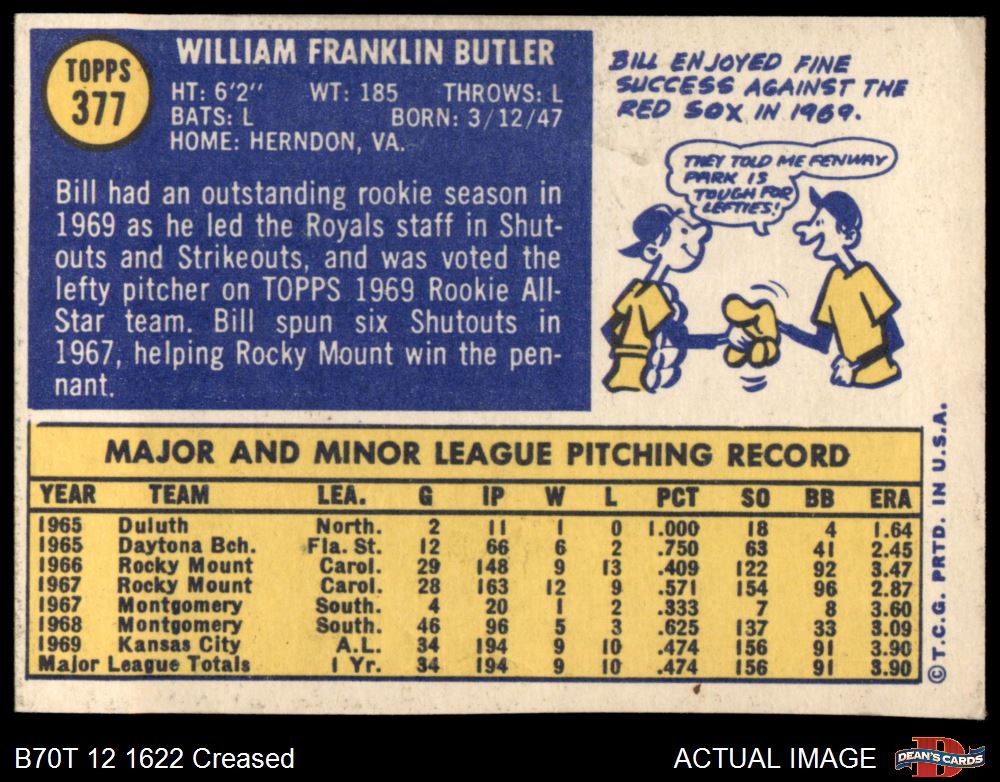 TOPPS
377
WILLIAM FRANKLIN BUTLER
HT: 6'2" WT: 185 THROWS: L
BATS: L BORN: 3/12/47
HOME: HERNDON, VA.
Bill had an outstanding rookie season in
1969 as he led the Royals staff in Shut-
outs and Strikeouts, and was voted the
lefty pitcher on TOPPS 1969 Rookie All-
Star team. Bill spun six Shutouts in
1967, helping Rocky Mount win the pen-
nant.
BILL ENJOYED FINE
SUCCESS AGAINST THE
RED SOX IN 1969.
THEY TOLD ME FENWAY
PARK IS
TOUGH FOR
LEFTIES!
MAJOR AND MINOR LEAGUE PITCHING RECORD
YEAR TEAM LEA. G IP W L PCT SO BB ERA
1965 Duluth North. 2 11 1 0 1.000 18 4 1.64
1965 Daytona Bch. Fla. St. 12 66 6 2 .750 63 41 2.45
1966 Rocky Mount Carol. 29 148 9 13 .409 122 92 3.47
1967 Rocky Mount Carol. 28 163 12 9 .571 154 96 2.87
1967 Montgomery South. 4 20 1 2 .333 7 8 3.60
1968 Montgomery South. 46 96 5 3 .625 137 33 3.09
1969 Kansas City A.L. 34 194 9 10 .474 156 91 3.90
Major League Totals 1 Yr. 34 194 9 10 .474 156 91 3.90
© T.C.G. PRTD. IN U.S.A.
B70T 12 1622 Creased
ACTUAL IMAGE
D
DEAN'S CARDS